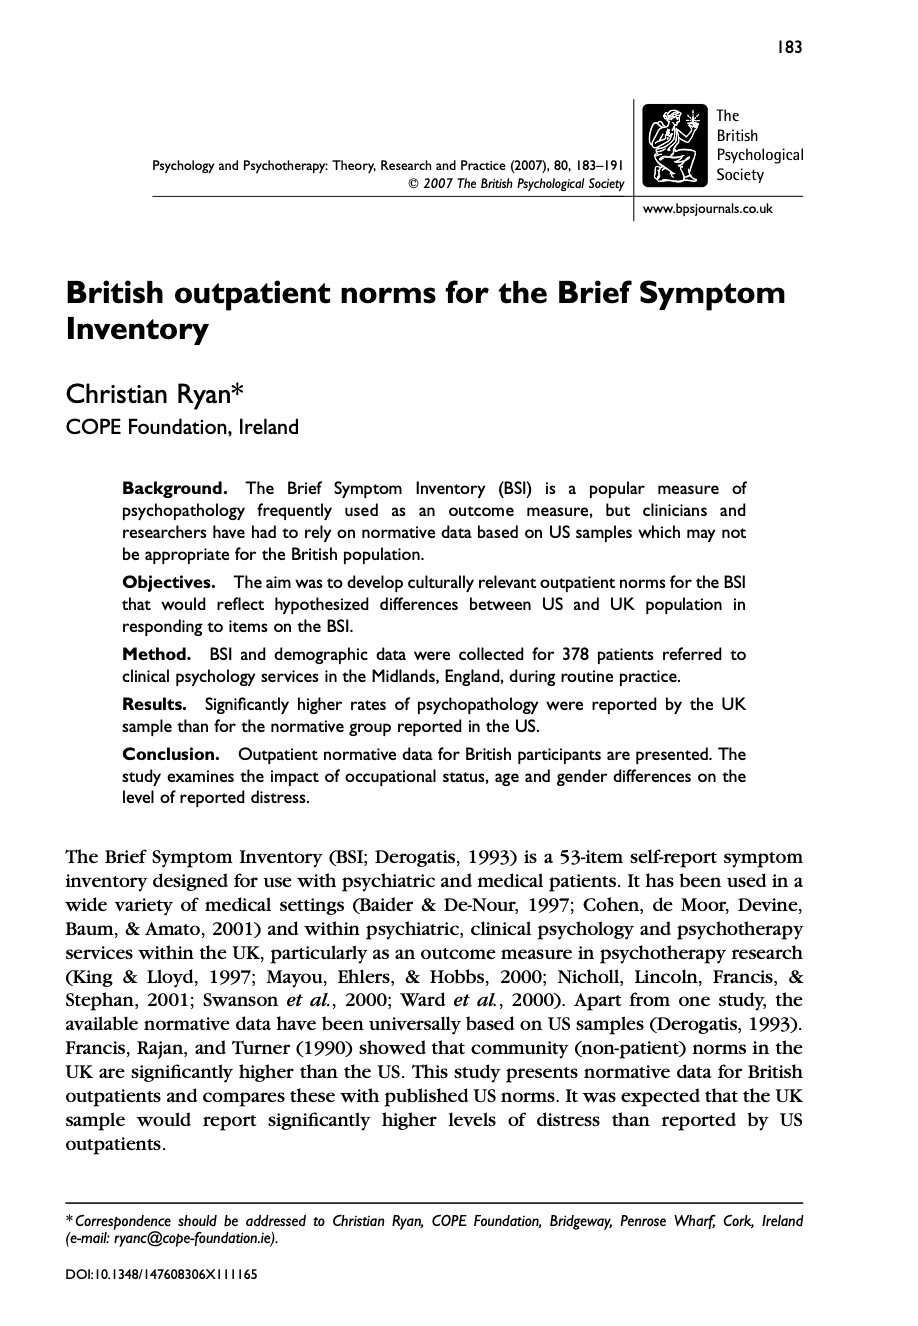 183
Psychology and Psychotherapy: Theory, Research and Practice (2007), 80, 183–191
© 2007 The British Psychological Society
The
British
Psychological
Society
www.bpsjournals.co.uk
British outpatient norms for the Brief Symptom
Inventory
Christian Ryan*
COPE Foundation, Ireland
Background. The Brief Symptom Inventory (BSI) is a popular measure of
psychopathology frequently used as an outcome measure, but clinicians and
researchers have had to rely on normative data based on US samples which may not
be appropriate for the British population.
Objectives. The aim was to develop culturally relevant outpatient norms for the BSI
that would reflect hypothesized differences between US and UK population in
responding to items on the BSI.
Method. BSI and demographic data were collected for 378 patients referred to
clinical psychology services in the Midlands, England, during routine practice.
Results. Significantly higher rates of psychopathology were reported by the UK
sample than for the normative group reported in the US.
Conclusion. Outpatient normative data for British participants are presented. The
study examines the impact of occupational status, age and gender differences on the
level of reported distress.
The Brief Symptom Inventory (BSI; Derogatis, 1993) is a 53-item self-report symptom
inventory designed for use with psychiatric and medical patients. It has been used in a
wide variety of medical settings (Baider & De-Nour, 1997; Cohen, de Moor, Devine,
Baum, & Amato, 2001) and within psychiatric, clinical psychology and psychotherapy
services within the UK, particularly as an outcome measure in psychotherapy research
(King & Lloyd, 1997; Mayou, Ehlers, & Hobbs, 2000; Nicholl, Lincoln, Francis, &
Stephan, 2001; Swanson et al., 2000; Ward et al., 2000). Apart from one study, the
available normative data have been universally based on US samples (Derogatis, 1993).
Francis, Rajan, and Turner (1990) showed that community (non-patient) norms in the
UK are significantly higher than the US. This study presents normative data for British
outpatients and compares these with published US norms. It was expected that the UK
sample would report significantly higher levels of distress than reported by US
outpatients.
* Correspondence should be addressed to Christian Ryan, COPE Foundation, Bridgeway, Penrose Wharf, Cork, Ireland
(e-mail: ryanc@cope-foundation.ie).
DOI:10.1348/147608306X111165